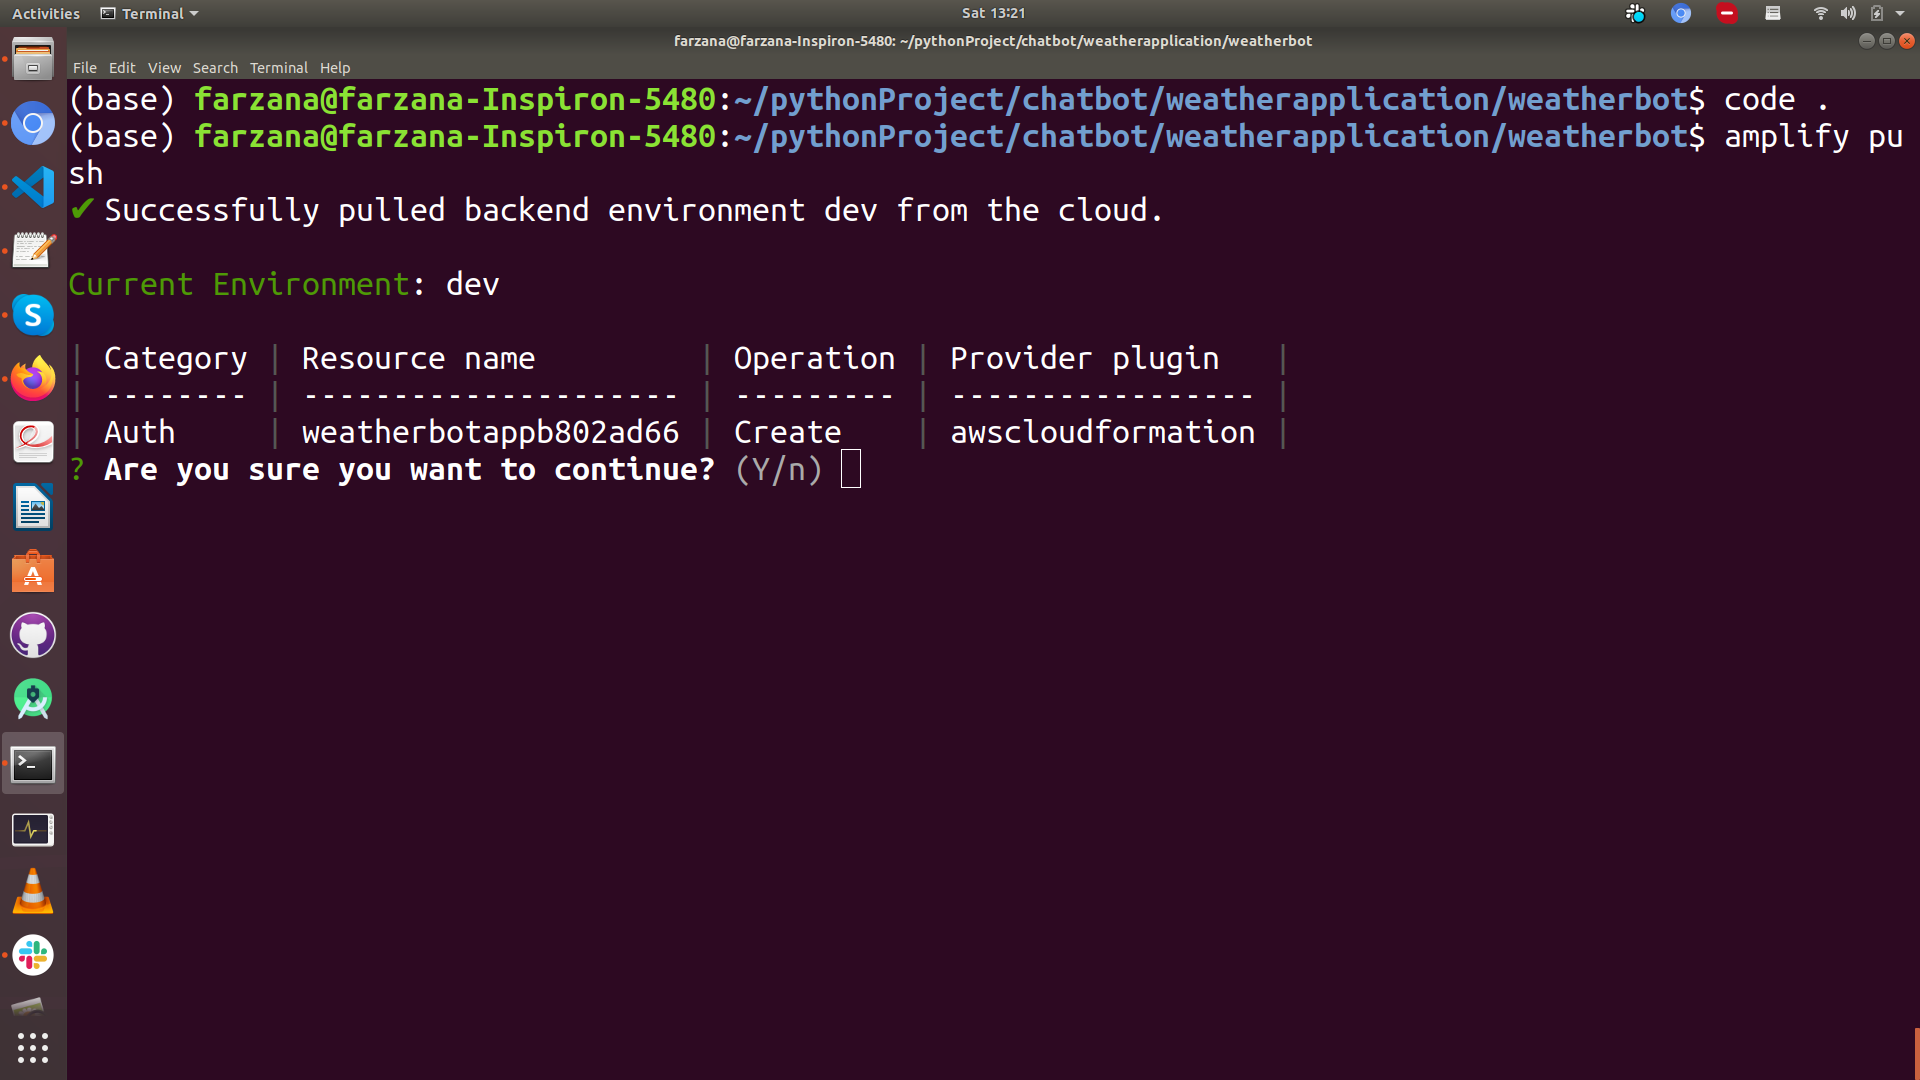 Activities Terminal Sat 13:21
farzana@farzana-Inspiron-5480: ~/pythonProject/chatbot/weatherapplication/weatherbot
File Edit View Search Terminal Help
(base) farzana@farzana-Inspiron-5480:~/pythonProject/chatbot/weatherapplication/weatherbot$ code .
(base) farzana@farzana-Inspiron-5480:~/pythonProject/chatbot/weatherapplication/weatherbot$ amplify pu
sh
✔ Successfully pulled backend environment dev from the cloud.
Current Environment: dev
| Category | Resource name | Operation | Provider plugin |
| -------- | --------------------- | --------- | ----------------- |
| Auth | weatherbotappb802ad66 | Create | awscloudformation |
? Are you sure you want to continue? (Y/n)